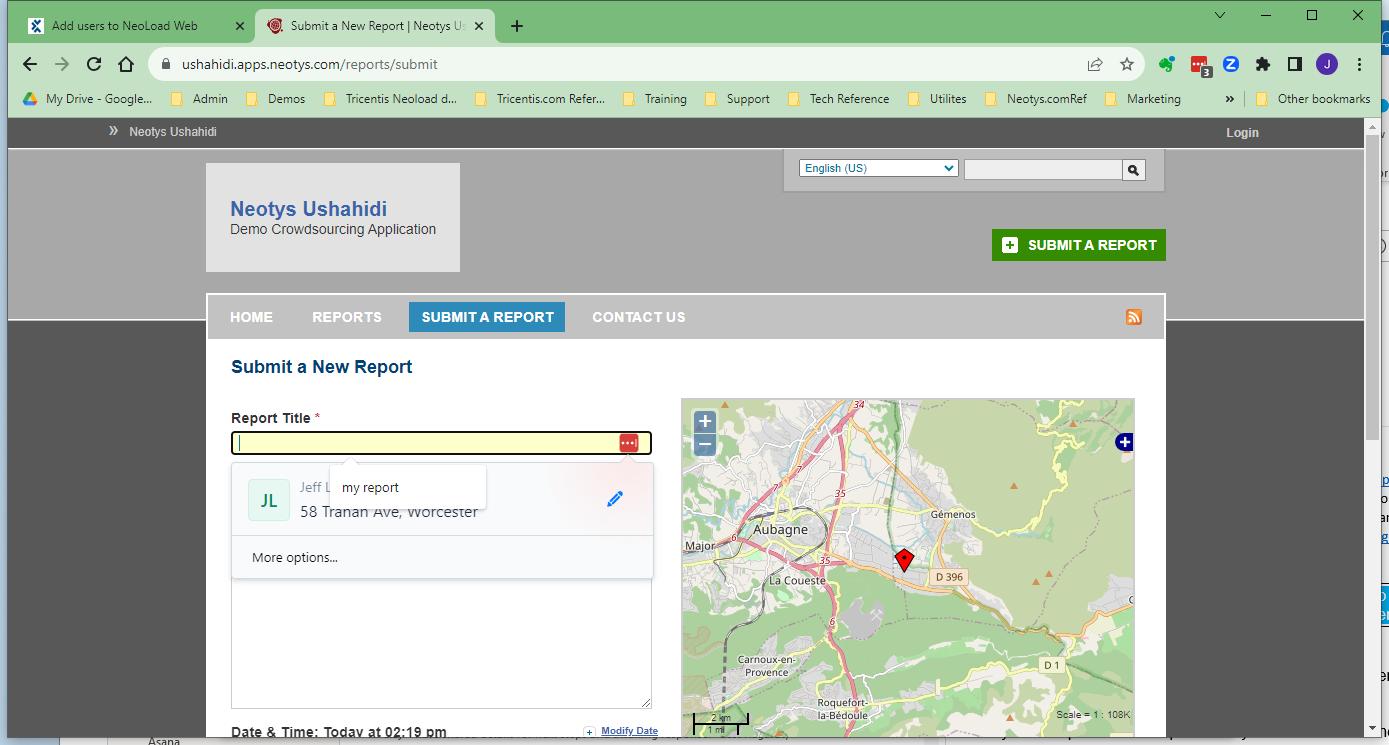 Add users to NeoLoad Web
Submit a New Report | Neotys Us
ushahidi.apps.neotys.com/reports/submit
3
J
My Drive - Google...
Admin
Demos
Tricentis Neoload d...
Tricentis.com Refer...
Training
Support
Tech Reference
Utilites
Neotys.comRef
Marketing
»
Other bookmarks
» Neotys Ushahidi
Login
English (US)
Neotys Ushahidi
Demo Crowdsourcing Application
SUBMIT A REPORT
HOME
REPORTS
SUBMIT A REPORT
CONTACT US
Submit a New Report
Report Title *
JL
Jeff L
my report
58 Tranan Ave, Worcester
More options...
Date & Time: Today at 02:19 pm
Modify Date
34
35
Gémenos
Aubagne
6
Major
35
D 396
La Coueste
6
Carnoux-en-
Provence
D 1
Roquefort-
la-Bédoule
2 km
1 mi
Scale = 1 : 108K
Asana